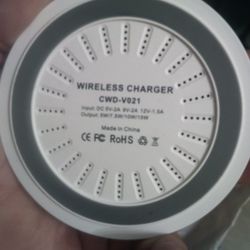 WIRELESS CHARGER
CWD-V021
Input: DC 5V-2A 9V-2A 12V-1.5A
Output: 5W/7.5W/10W/15W
Made in China
CE FC RoHS